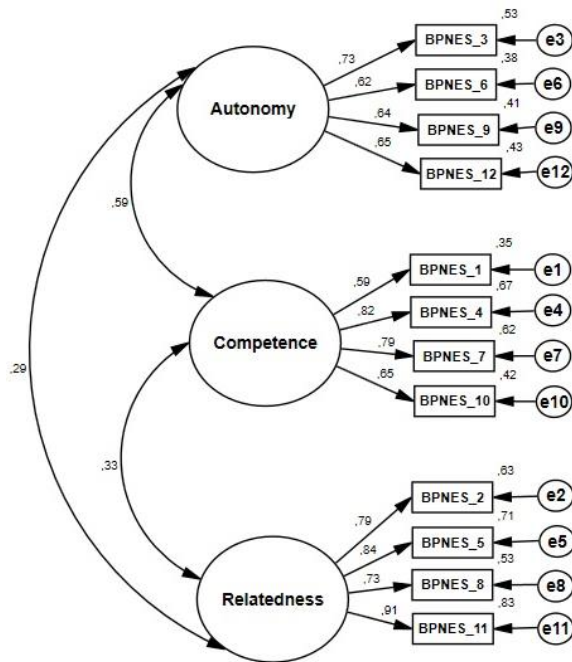 ,53
,73
BPNES_3
e3
,38
,62
BPNES_6
e6
Autonomy
,41
,64
BPNES_9
e9
,43
,65
BPNES_12
e12
,59
,35
,59
BPNES_1
e1
,67
,82
BPNES_4
e4
Competence
,62
,79
BPNES_7
e7
,42
,65
BPNES_10
e10
,29
,33
,63
,79
BPNES_2
e2
,71
,84
BPNES_5
e5
,53
,73
BPNES_8
e8
Relatedness
,83
,91
BPNES_11
e11